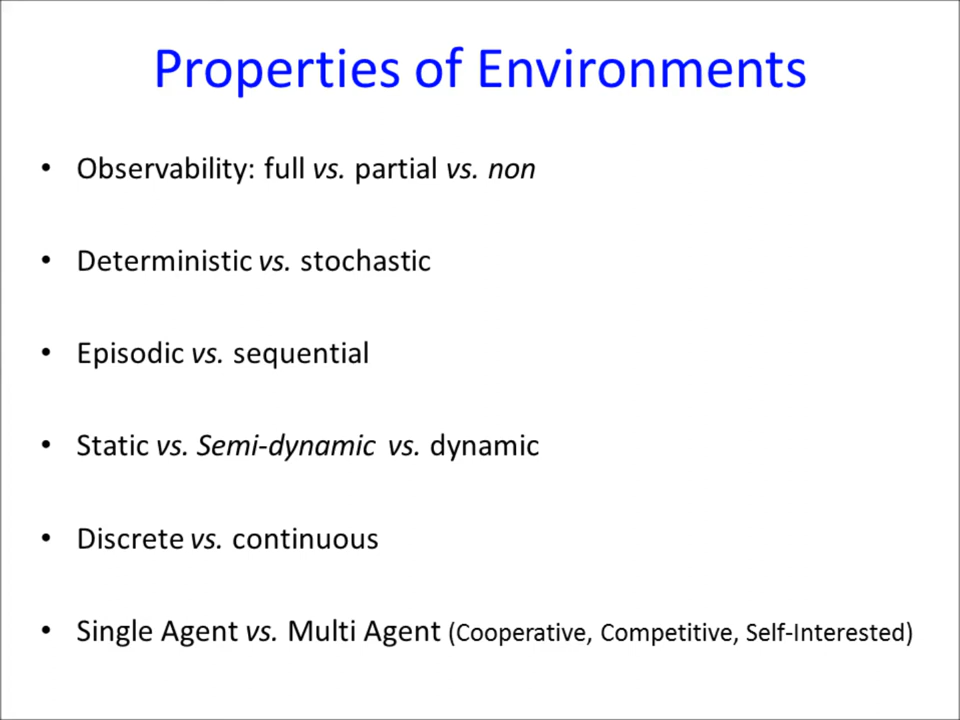 Properties of Environments
• Observability: full vs. partial vs. non
• Deterministic vs. stochastic
• Episodic vs. sequential
• Static vs. Semi-dynamic vs. dynamic
• Discrete vs. continuous
• Single Agent vs. Multi Agent (Cooperative, Competitive, Self-Interested)